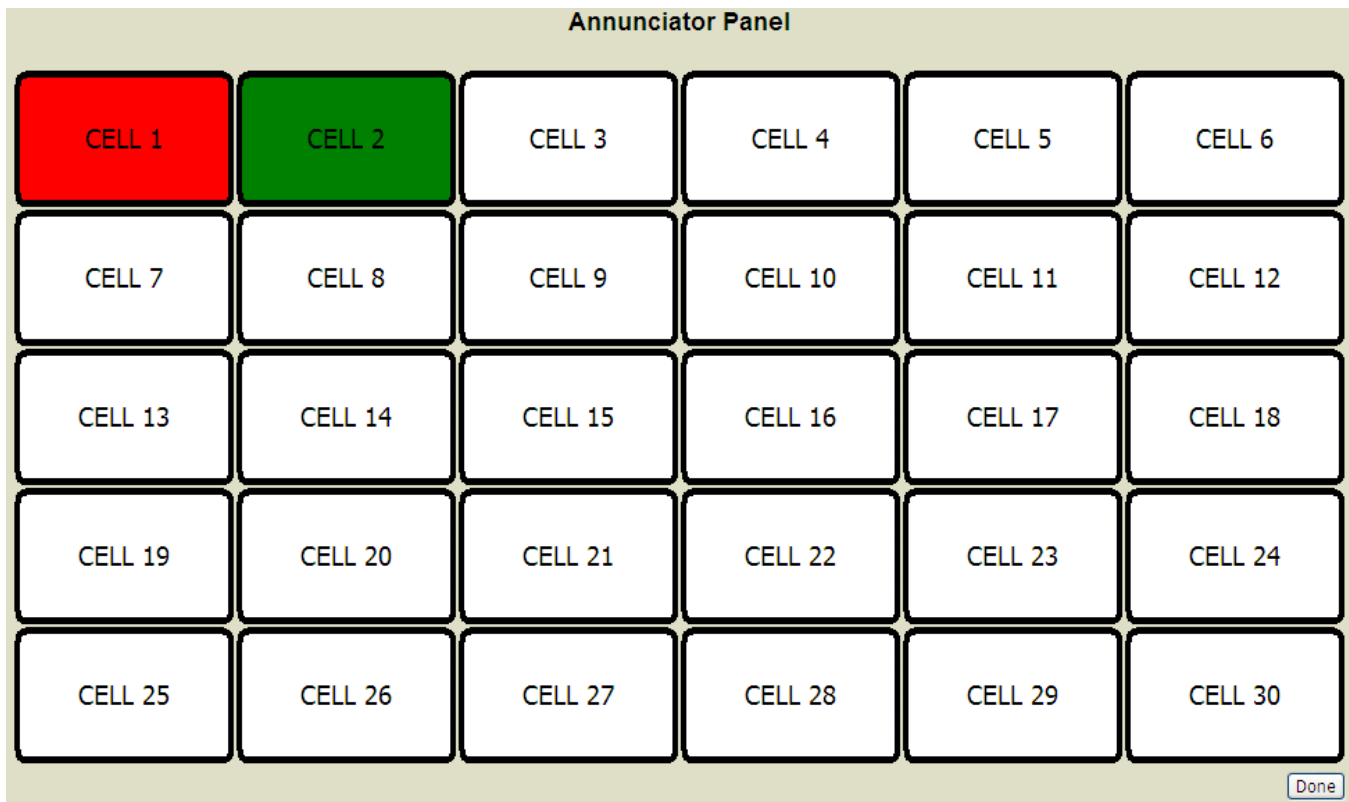 Annunciator Panel
CELL 1 CELL 2 CELL 3 CELL 4 CELL 5 CELL 6
CELL 7 CELL 8 CELL 9 CELL 10 CELL 11 CELL 12
CELL 13 CELL 14 CELL 15 CELL 16 CELL 17 CELL 18
CELL 19 CELL 20 CELL 21 CELL 22 CELL 23 CELL 24
CELL 25 CELL 26 CELL 27 CELL 28 CELL 29 CELL 30
Done